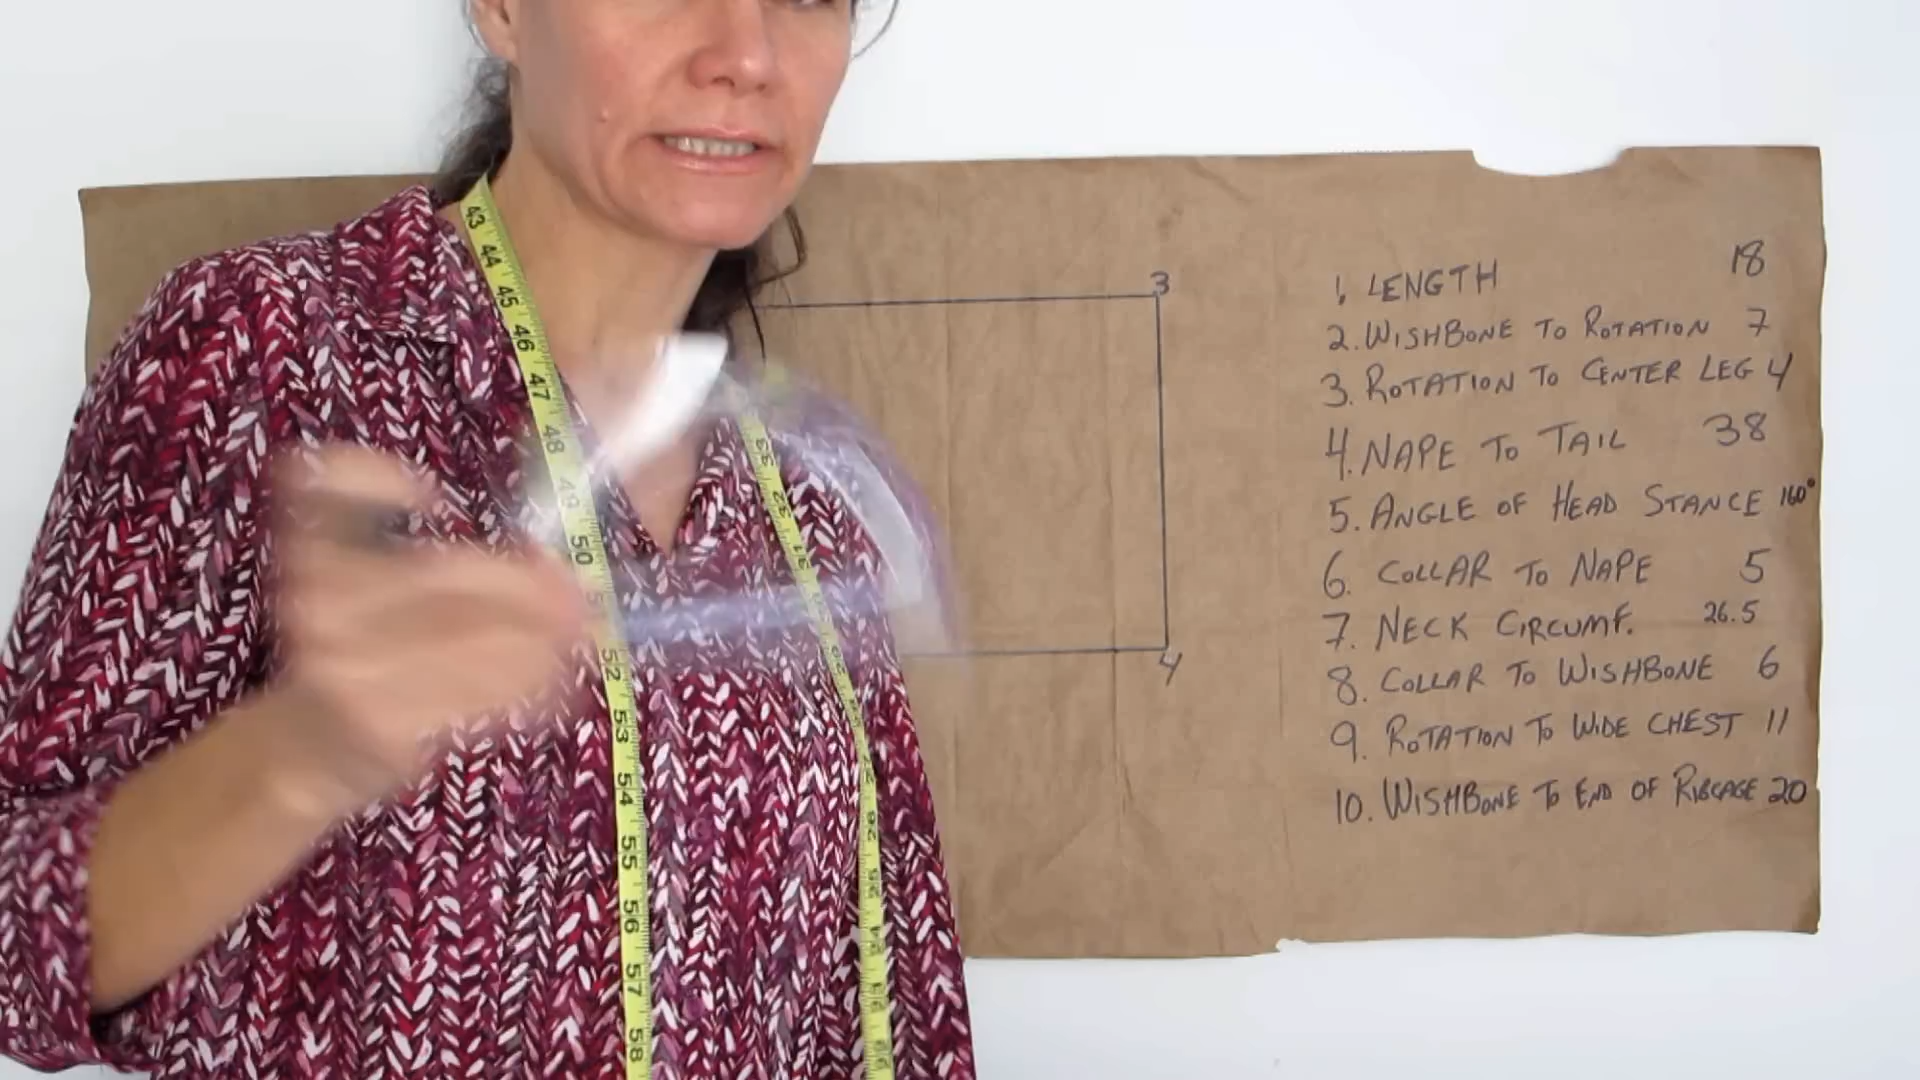 3
4
1. LENGTH 18
2. WISHBONE TO ROTATION 7
3. ROTATION TO CENTER LEG 4
4. NAPE TO TAIL 38
5. ANGLE OF HEAD STANCE 160°
6. COLLAR TO NAPE 5
7. NECK CIRCUMF. 26.5
8. COLLAR TO WISHBONE 6
9. ROTATION TO WIDE CHEST 11
10. WISHBONE TO END OF RIBCAGE 20
43
44
45
46
47
48
49
50
52
53
54
55
56
57
58